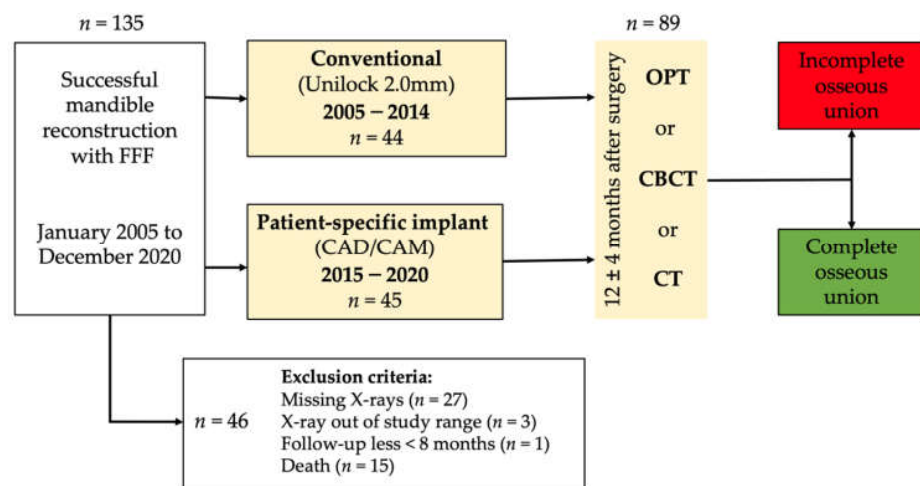 n = 135
Successful
mandible
reconstruction
with FFF
January 2005 to
December 2020
Conventional
(Unilock 2.0mm)
2005 – 2014
n = 44
Patient-specific implant
(CAD/CAM)
2015 – 2020
n = 45
n = 89
12 ± 4 months after surgery
OPT
or
CBCT
or
CT
Incomplete
osseous
union
Complete
osseous
union
n = 46
Exclusion criteria:
Missing X-rays (n = 27)
X-ray out of study range (n = 3)
Follow-up less < 8 months (n = 1)
Death (n = 15)